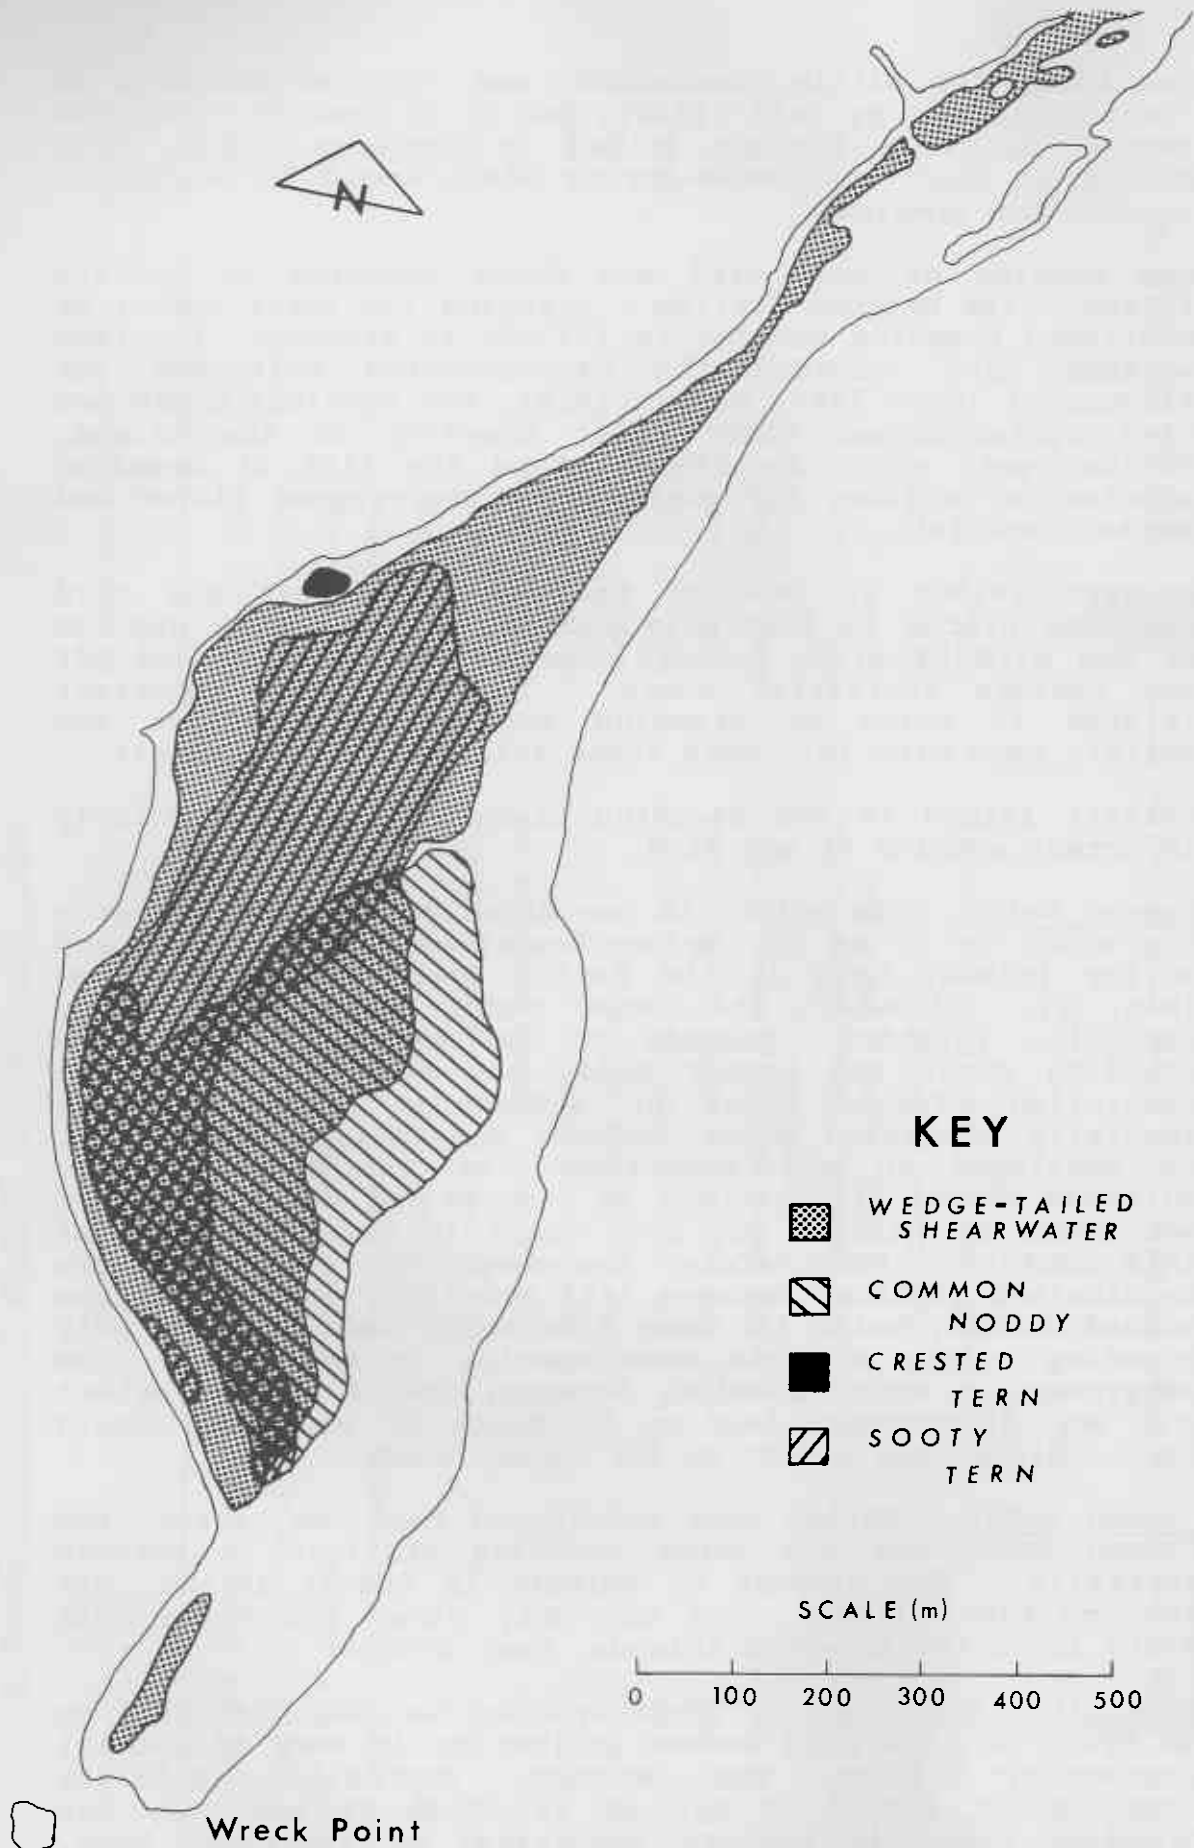 N
KEY
WEDGE-TAILED
SHEARWATER
COMMON
NODDY
CRESTED
TERN
SOOTY
TERN
SCALE (m)
0 100 200 300 400 500
Wreck Point